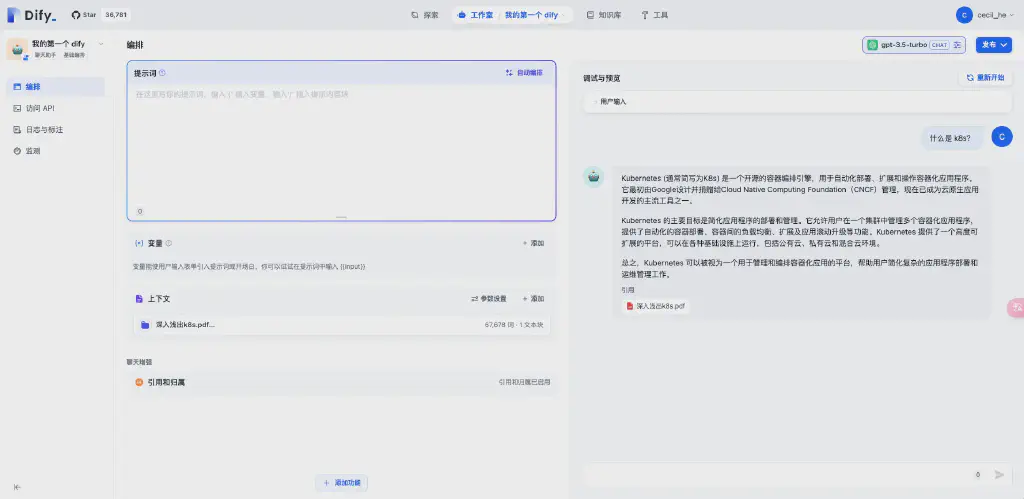 Dify_
Star 36,781
探索
工作室 / 我的第一个 dify
知识库
工具
C cecil_he
我的第一个 dify
聊天助手 基础编排
编排
访问 API
日志与标注
监测
编排
gpt-3.5-turbo CHAT
发布
提示词
自动编排
在这里写你的提示词，输入'{' 插入变量、输入'/' 插入提示内容块
0
变量
+ 添加
变量能使用户输入表单引入提示词或开场白，你可以试试在提示词中输入 {{input}}
上下文
参数设置
+ 添加
深入浅出k8s.pdf...
67,678 词 · 1 文本块
聊天增强
引用和归属
引用和归属已启用
+ 添加功能
调试与预览
重新开始
用户输入
什么是 k8s?
C
Kubernetes (通常简写为K8s) 是一个开源的容器编排引擎，用于自动化部署、扩展和操作容器化应用程序。
它最初由Google设计并捐赠给Cloud Native Computing Foundation（CNCF）管理，现在已成为云原生应用
开发的主流工具之一。
Kubernetes 的主要目标是简化应用程序的部署和管理。它允许用户在一个集群中管理多个容器化应用程序，
提供了自动化的容器部署、容器间的负载均衡、扩展及应用滚动升级等功能。Kubernetes 提供了一个高度可
扩展的平台，可以在各种基础设施上运行，包括公有云、私有云和混合云环境。
总之，Kubernetes 可以被视为一个用于管理和编排容器化应用的平台，帮助用户简化复杂的应用程序部署和
运维管理工作。
引用
深入浅出k8s.pdf
0